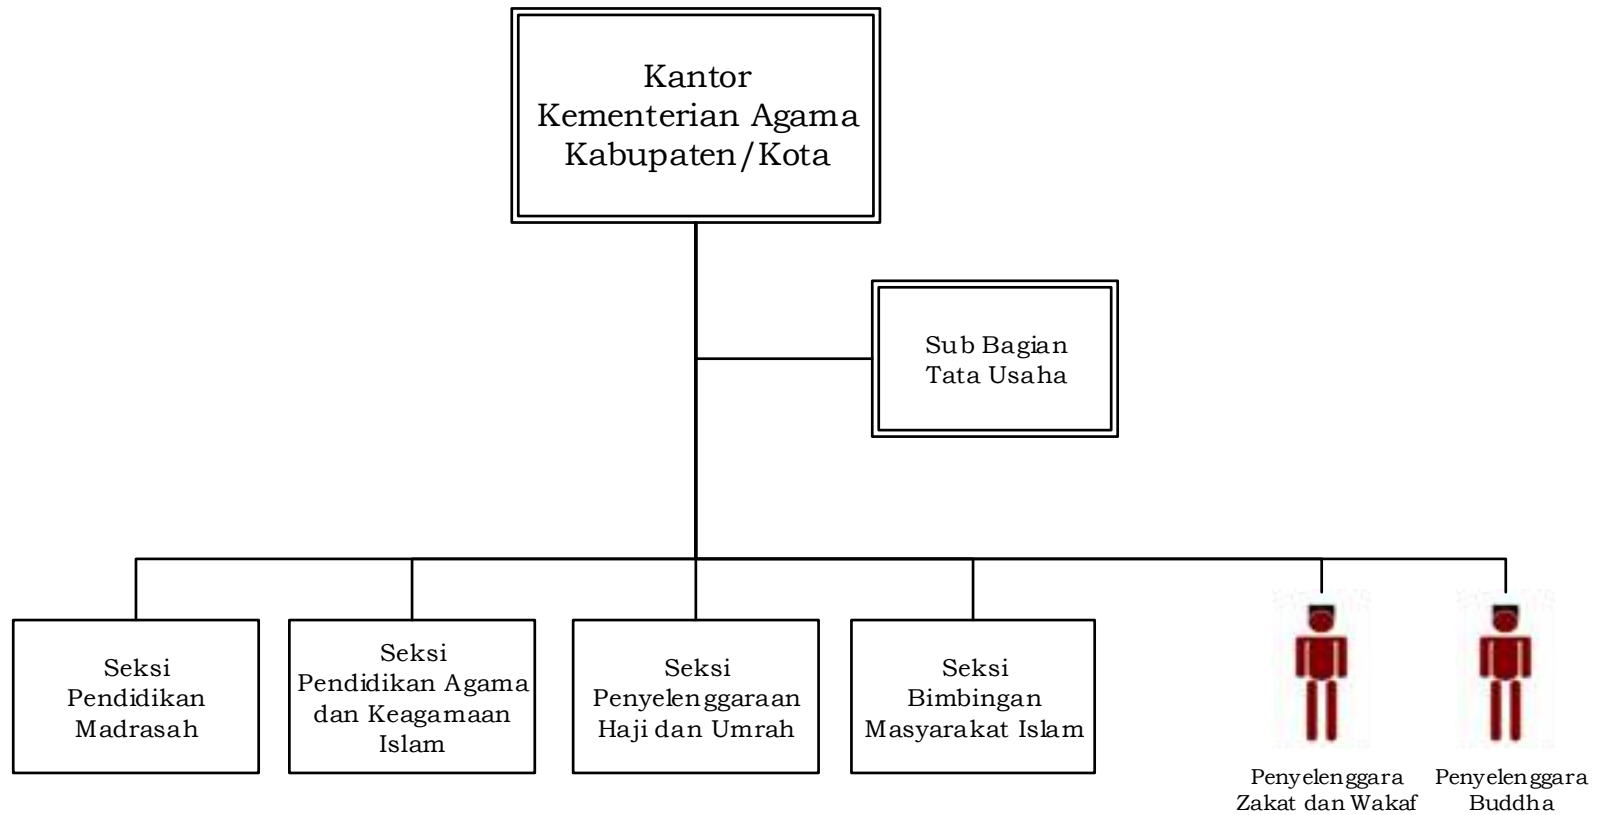 Kantor
Kementerian Agama
Kabupaten/Kota
Sub Bagian
Tata Usaha
Seksi
Pendidikan
Madrasah
Seksi
Pendidikan Agama
dan Keagamaan
Islam
Seksi
Penyelenggaraan
Haji dan Umrah
Seksi
Bimbingan
Masyarakat Islam
Penyelenggara
Zakat dan Wakaf
Penyelenggara
Buddha